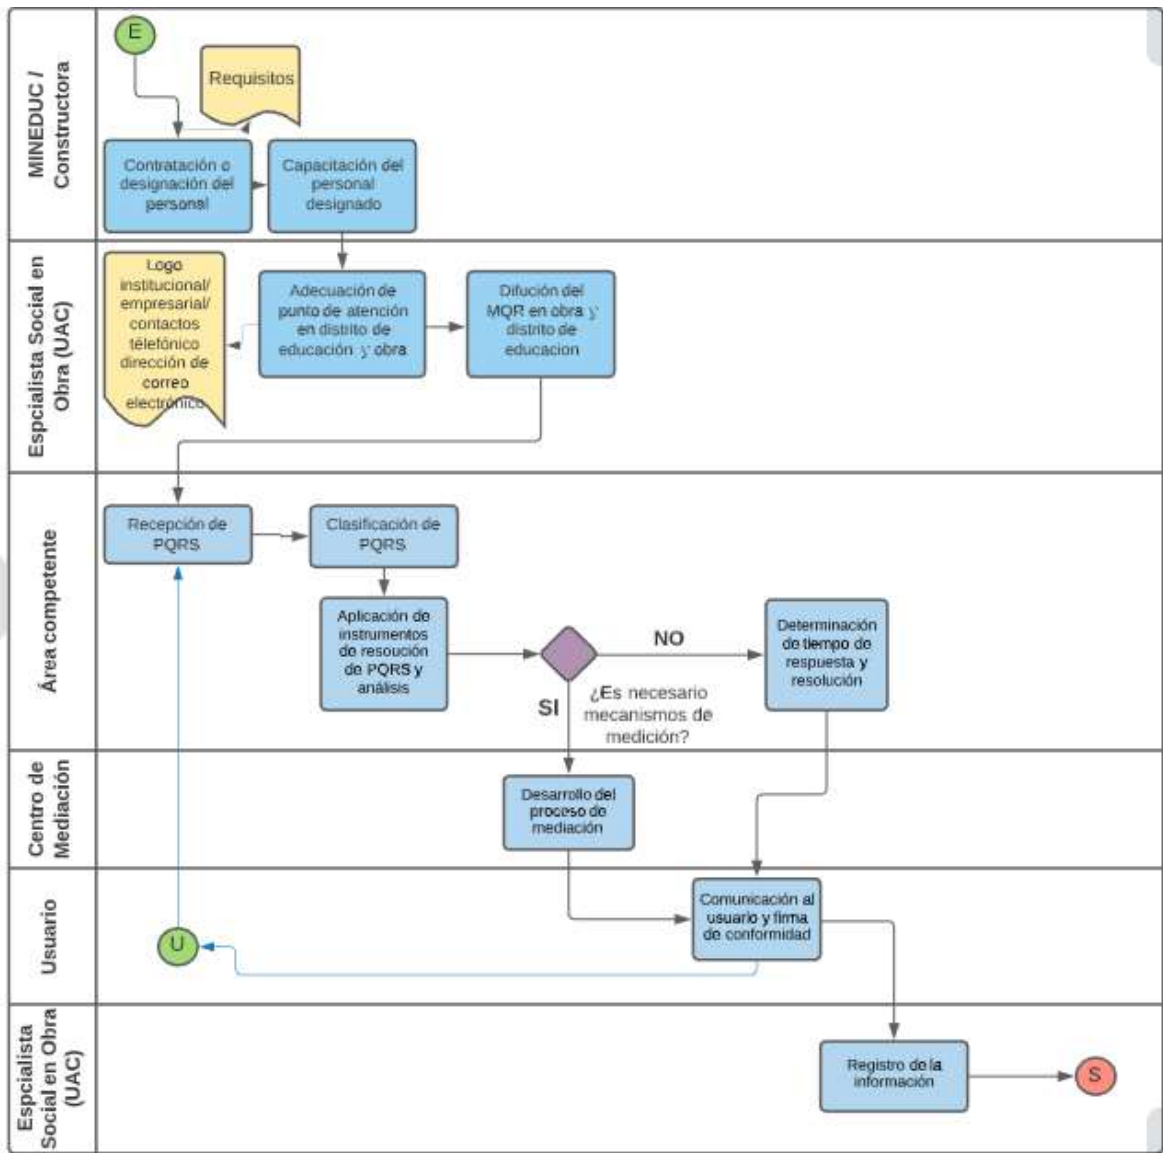 MINEDUC /
Constructora
E
Requisitos
Contratación o
designación del
personal
Capacitación del
personal
designado
Espcialista Social en
Obra (UAC)
Logo
institucional/
empresarial/
contactos
télefónico
dirección de
correo
electrónico
Adecuación de
punto de atención
en distrito de
educación y obra
Difución del
MQR en obra y
distrito de
educacion
Área competente
Recepción de
PQRS
Clasificación de
PQRS
Aplicación de
instrumentos
de resoución
de PQRS y
análisis
NO
SI
¿Es necesario
mecanismos de
medición?
Determinación
de tiempo de
respuesta y
resolución
Centro de
Mediación
Desarrollo del
proceso de
mediación
Usuario
U
Comunicación al
usuario y firma
de conformidad
Espcialista
Social en Obra
(UAC)
Registro de la
información
S